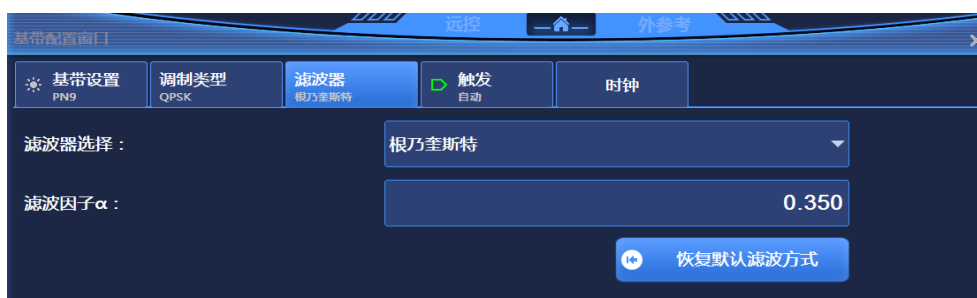 远控 外参考
基带配置窗口
基带设置 调制类型 滤波器 触发 时钟
PN9 QPSK 根乃奎斯特 自动
滤波器选择： 根乃奎斯特
滤波因子α： 0.350
恢复默认滤波方式